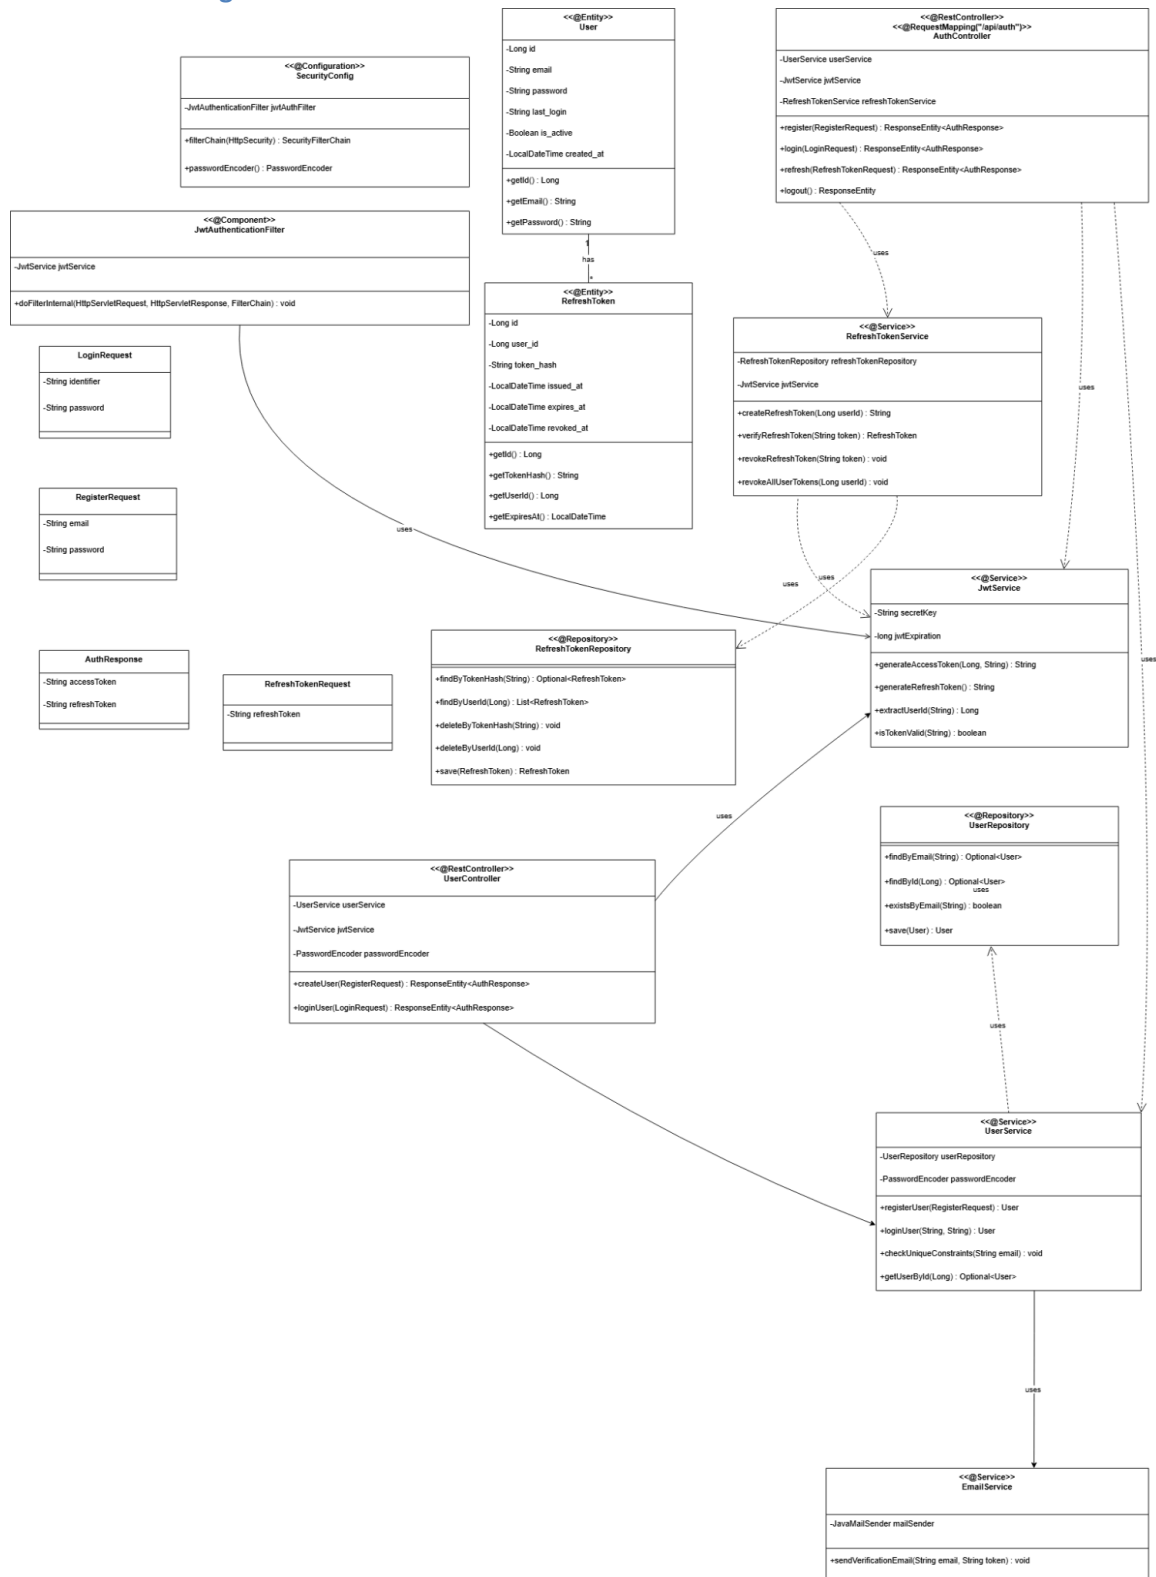 <<@Entity>>
User
-Long id
-String email
-String password
-String last_login
-Boolean is_active
-LocalDateTime created_at
+getId() : Long
+getEmail() : String
+getPassword() : String
1
has
*
<<@RestController>>
<<@RequestMapping("/api/auth")>>
AuthController
-UserService userService
-JwtService jwtService
-RefreshTokenService refreshTokenService
+register(RegisterRequest) : ResponseEntity<AuthResponse>
+login(LoginRequest) : ResponseEntity<AuthResponse>
+refresh(RefreshTokenRequest) : ResponseEntity<AuthResponse>
+logout() : ResponseEntity
<<@Configuration>>
SecurityConfig
-JwtAuthenticationFilter jwtAuthFilter
+filterChain(HttpSecurity) : SecurityFilterChain
+passwordEncoder() : PasswordEncoder
<<@Component>>
JwtAuthenticationFilter
-JwtService jwtService
+doFilterInternal(HttpServletRequest, HttpServletResponse, FilterChain) : void
uses
<<@Entity>>
RefreshToken
-Long id
-Long user_id
-String token_hash
-LocalDateTime issued_at
-LocalDateTime expires_at
-LocalDateTime revoked_at
+getId() : Long
+getTokenHash() : String
+getUserId() : Long
+getExpiresAt() : LocalDateTime
<<@Service>>
RefreshTokenService
-RefreshTokenRepository refreshTokenRepository
-JwtService jwtService
+createRefreshToken(Long userId) : String
+verifyRefreshToken(String token) : RefreshToken
+revokeRefreshToken(String token) : void
+revokeAllUserTokens(Long userId) : void
uses
LoginRequest
-String identifier
-String password
RegisterRequest
-String email
-String password
uses
uses
uses
<<@Service>>
JwtService
-String secretKey
-long jwtExpiration
+generateAccessToken(Long, String) : String
+generateRefreshToken() : String
+extractUserId(String) : Long
+isTokenValid(String) : boolean
uses
<<@Repository>>
RefreshTokenRepository
+findByTokenHash(String) : Optional<RefreshToken>
+findByUserId(Long) : List<RefreshToken>
+deleteByTokenHash(String) : void
+deleteByUserId(Long) : void
+save(RefreshToken) : RefreshToken
AuthResponse
-String accessToken
-String refreshToken
RefreshTokenRequest
-String refreshToken
uses
<<@Repository>>
UserRepository
+findByEmail(String) : Optional<User>
+findById(Long) : Optional<User>
uses
+existsByEmail(String) : boolean
+save(User) : User
<<@RestController>>
UserController
-UserService userService
-JwtService jwtService
-PasswordEncoder passwordEncoder
+createUser(RegisterRequest) : ResponseEntity<AuthResponse>
+loginUser(LoginRequest) : ResponseEntity<AuthResponse>
uses
<<@Service>>
UserService
-UserRepository userRepository
-PasswordEncoder passwordEncoder
+registerUser(RegisterRequest) : User
+loginUser(String, String) : User
+checkUniqueConstraints(String email) : void
+getUserById(Long) : Optional<User>
uses
<<@Service>>
EmailService
-JavaMailSender mailSender
+sendVerificationEmail(String email, String token) : void